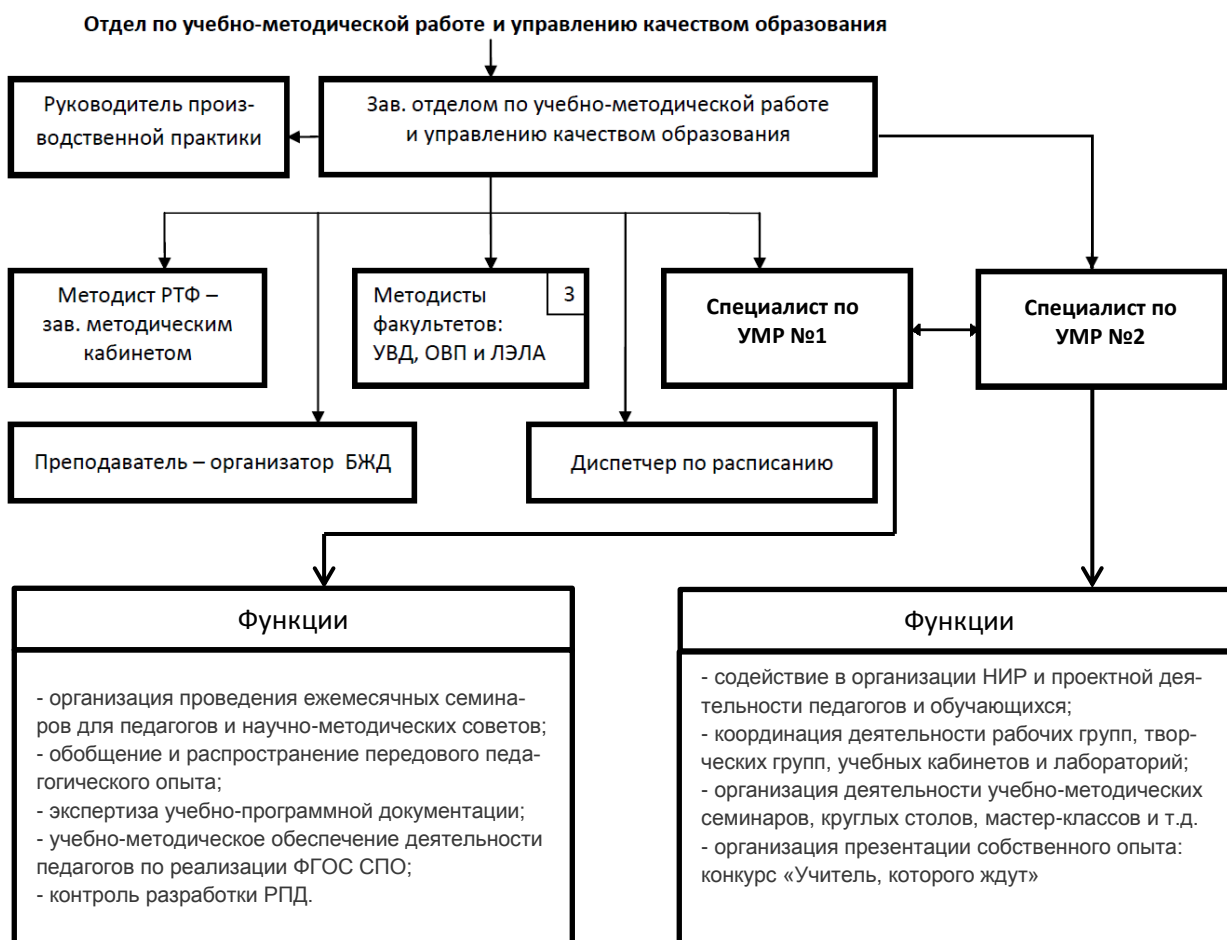 Отдел по учебно-методической работе и управлению качеством образования
Руководитель произ-
водственной практики
Зав. отделом по учебно-методической работе
и управлению качеством образования
Методист РТФ –
зав. методическим
кабинетом
Методисты
факультетов:
УВД, ОВП и ЛЭЛА
3
Специалист по
УМР №1
Специалист по
УМР №2
Преподаватель – организатор БЖД
Диспетчер по расписанию
Функции
- организация проведения ежемесячных семина-
ров для педагогов и научно-методических советов;
- обобщение и распространение передового педа-
гогического опыта;
- экспертиза учебно-программной документации;
- учебно-методическое обеспечение деятельности
педагогов по реализации ФГОС СПО;
- контроль разработки РПД.
Функции
- содействие в организации НИР и проектной дея-
тельности педагогов и обучающихся;
- координация деятельности рабочих групп, твор-
ческих групп, учебных кабинетов и лабораторий;
- организация деятельности учебно-методических
семинаров, круглых столов, мастер-классов и т.д.
- организация презентации собственного опыта:
конкурс «Учитель, которого ждут»